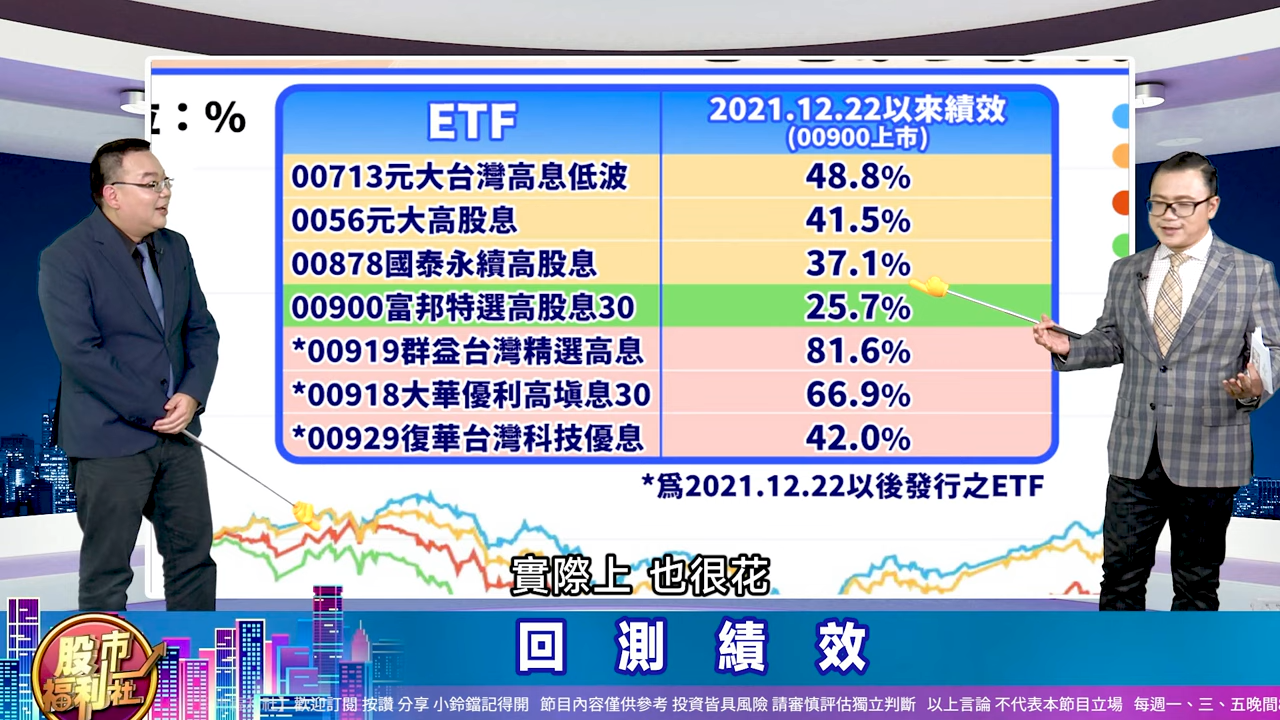 ：%
ETF
2021.12.22以來績效
(00900上市)
00713元大台灣高息低波 48.8%
0056元大高股息 41.5%
00878國泰永續高股息 37.1%
00900富邦特選高股息30 25.7%
*00919群益台灣精選高息 81.6%
*00918大華優利高填息30 66.9%
*00929復華台灣科技優息 42.0%
*為2021.12.22以後發行之ETF
實際上 也很花
回測績效
股市
福利社
社】歡迎訂閱 按讚 分享 小鈴鐺記得開 節目內容僅供參考 投資皆具風險 請審慎評估獨立判斷 以上言論 不代表本節目立場 每週一、三、五晚間